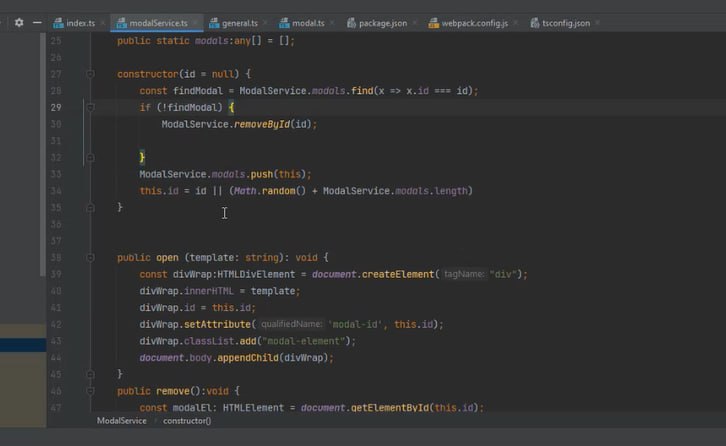 index.ts modalService.ts general.ts modal.ts package.json webpack.config.js tsconfig.json
25 public static modals:any[] = [];
26
27 constructor(id = null) {
28 const findModal = ModalService.modals.find(x => x.id === id);
29 if (!findModal) {
30 ModalService.removeById(id);
31
32 }
33 ModalService.modals.push(this);
34 this.id = id || (Math.random() + ModalService.modals.length)
35 }
36
37
38 public open (template: string): void {
39 const divWrap:HTMLDivElement = document.createElement( tagName: "div");
40 divWrap.innerHTML = template;
41 divWrap.id = this.id;
42 divWrap.setAttribute( qualifiedName: 'modal-id', this.id);
43 divWrap.classList.add("modal-element");
44 document.body.appendChild(divWrap);
45 }
46 public remove():void {
47 const modalEl: HTMLElement = document.getElementById(this.id);
ModalService constructor()